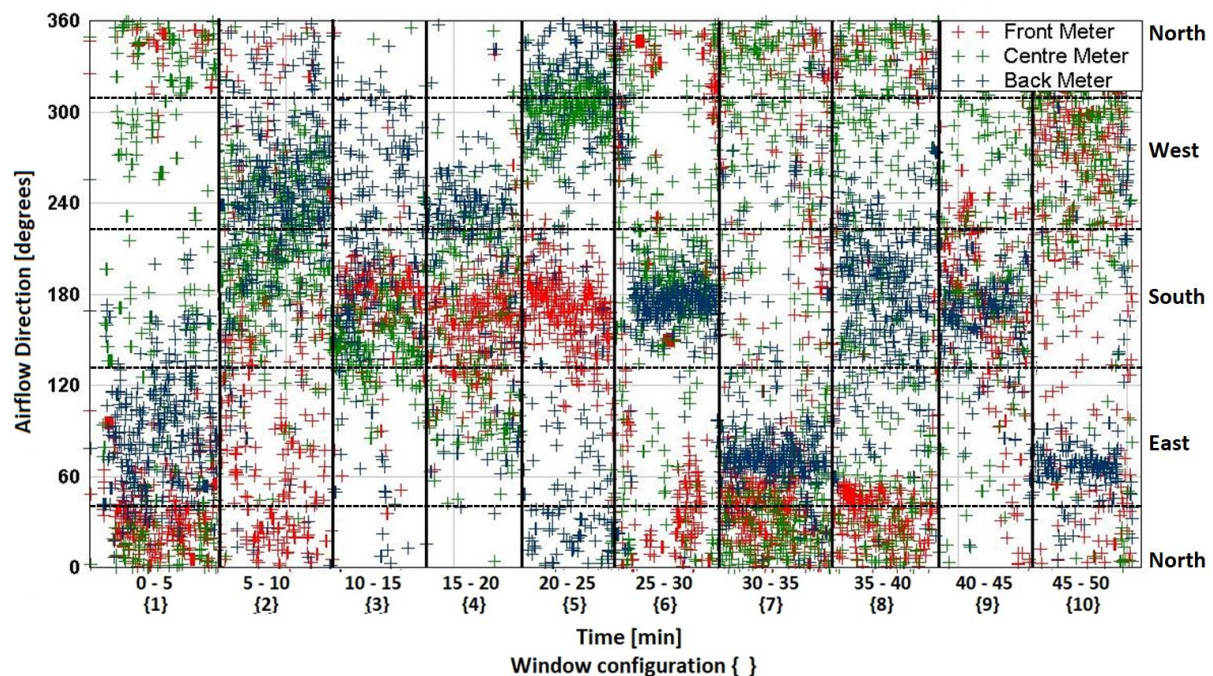 360
300
240
180
120
60
0
Airflow Direction [degrees]
Front Meter
Centre Meter
Back Meter
North
West
South
East
North
0 - 5 5 - 10 10 - 15 15 - 20 20 - 25 25 - 30 30 - 35 35 - 40 40 - 45 45 - 50
{1} {2} {3} {4} {5} {6} {7} {8} {9} {10}
Time [min]
Window configuration { }